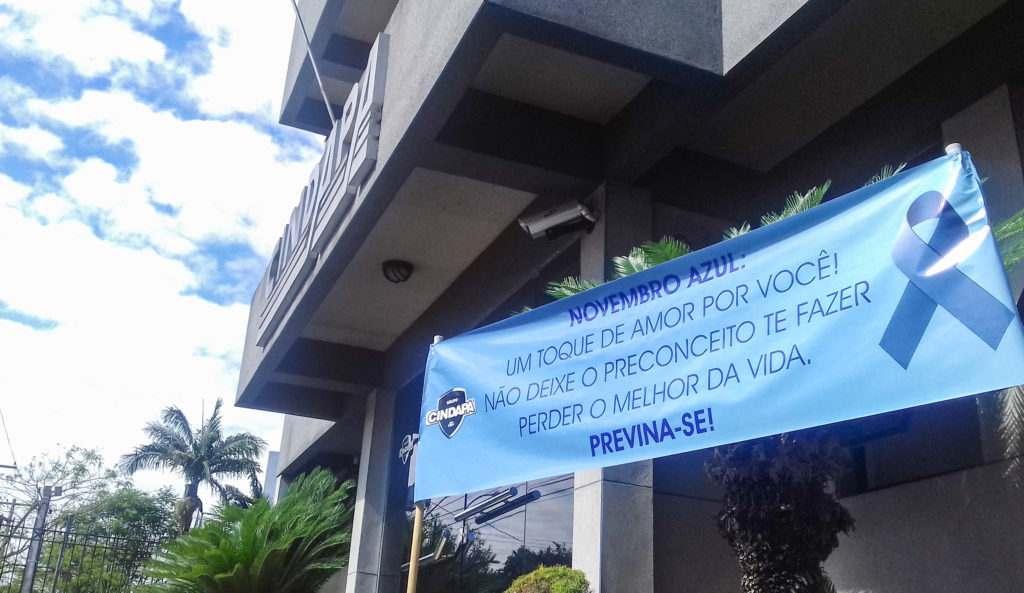 CINDAPA
NOVEMBRO AZUL:
UM TOQUE DE AMOR POR VOCÊ!
NÃO DEIXE O PRECONCEITO TE FAZER
PERDER O MELHOR DA VIDA.
PREVINA-SE!
CINDAPA